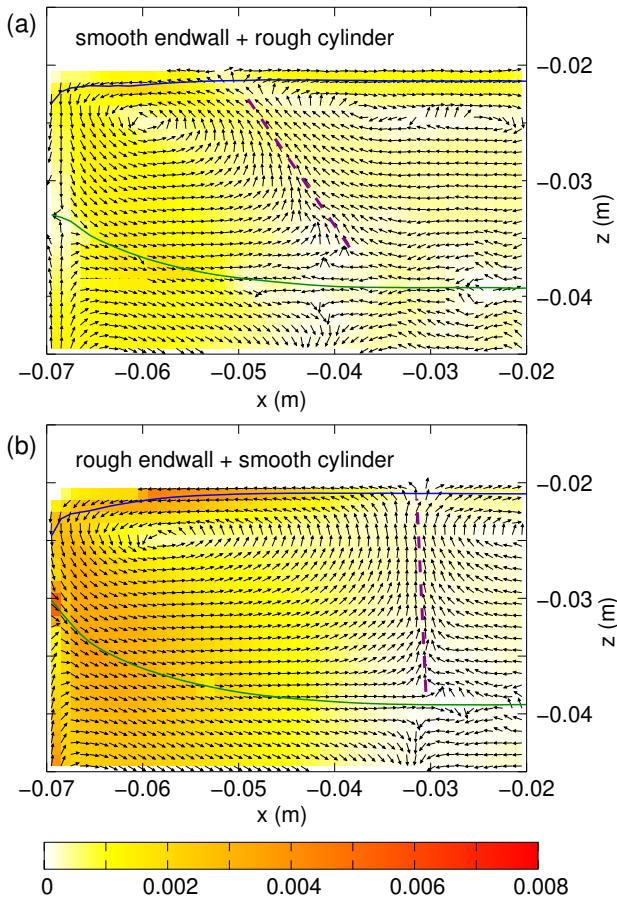 (a)
smooth endwall + rough cylinder
−0.02
−0.03
−0.04
z (m)
−0.07 −0.06 −0.05 −0.04 −0.03 −0.02
x (m)
(b)
rough endwall + smooth cylinder
−0.02
−0.03
−0.04
z (m)
−0.07 −0.06 −0.05 −0.04 −0.03 −0.02
x (m)
0 0.002 0.004 0.006 0.008